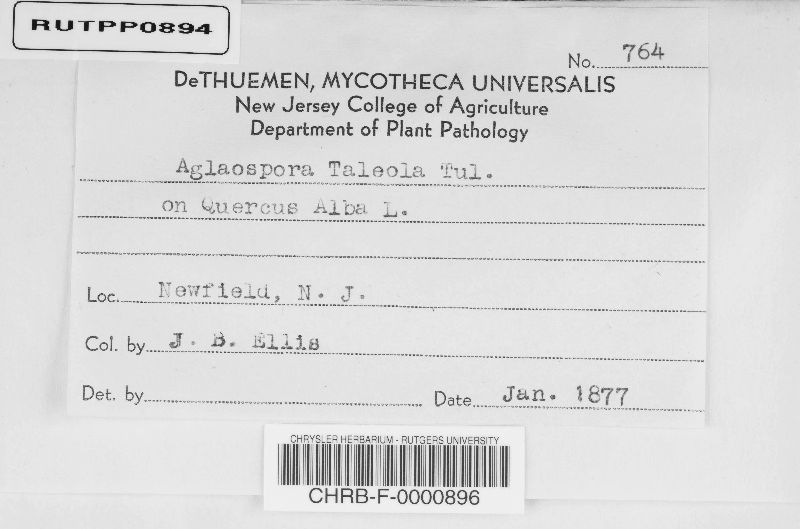 RUTPP0894
No. 764
DeTHUEMEN, MYCOTHECA UNIVERSALIS
New Jersey College of Agriculture
Department of Plant Pathology
Aglaospora Taleola Tul.
on Quercus Alba L.
Loc. Newfield, N. J.
Col. by J. B. Ellis
Det. by
Date Jan. 1877
CHRYSLER HERBARIUM - RUTGERS UNIVERSITY
CHRB-F-0000896